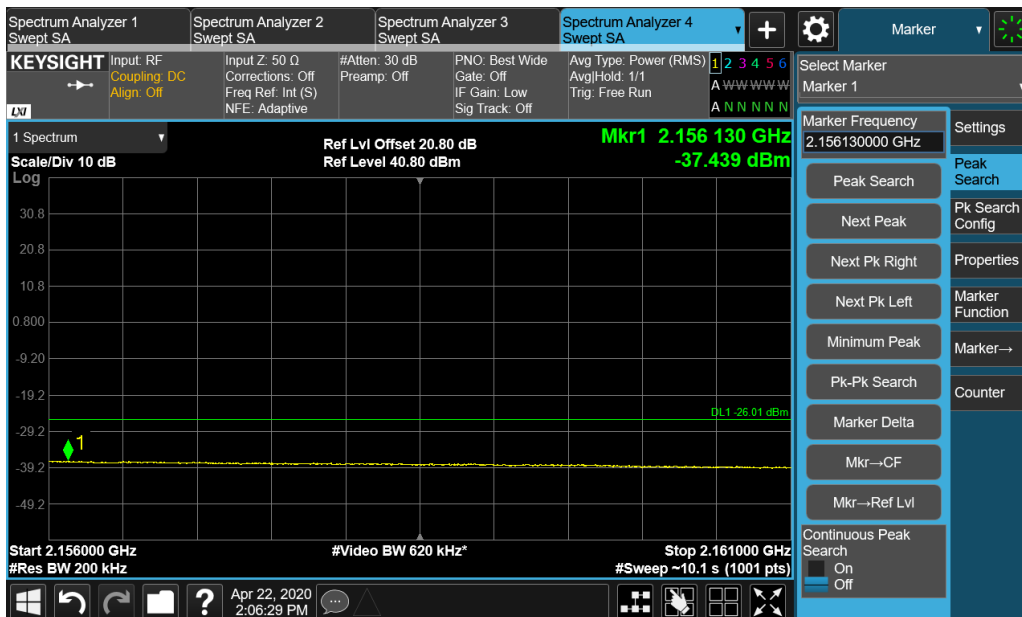 Spectrum Analyzer 1
Swept SA
Spectrum Analyzer 2
Swept SA
Spectrum Analyzer 3
Swept SA
Spectrum Analyzer 4
Swept SA
Marker
KEYSIGHT
LXI
Input: RF
Coupling: DC
Align: Off
Input Z: 50 Ω
Corrections: Off
Freq Ref: Int (S)
NFE: Adaptive
#Atten: 30 dB
Preamp: Off
PNO: Best Wide
Gate: Off
IF Gain: Low
Sig Track: Off
Avg Type: Power (RMS)
Avg|Hold: 1/1
Trig: Free Run
1 2 3 4 5 6
A W W W W W
A N N N N N
Select Marker
Marker 1
1 Spectrum
Scale/Div 10 dB
Log
Ref Lvl Offset 20.80 dB
Ref Level 40.80 dBm
Mkr1 2.156 130 GHz
-37.439 dBm
30.8
20.8
10.8
0.800
-9.20
-19.2
-29.2
-39.2
-49.2
DL1 -26.01 dBm
1
Start 2.156000 GHz
#Res BW 200 kHz
#Video BW 620 kHz*
Stop 2.161000 GHz
#Sweep ~10.1 s (1001 pts)
Marker Frequency
2.156130000 GHz
Peak Search
Next Peak
Next Pk Right
Next Pk Left
Minimum Peak
Pk-Pk Search
Marker Delta
Mkr→CF
Mkr→Ref Lvl
Continuous Peak
Search
On
Off
Settings
Peak
Search
Pk Search
Config
Properties
Marker
Function
Marker→
Counter
Apr 22, 2020
2:06:29 PM